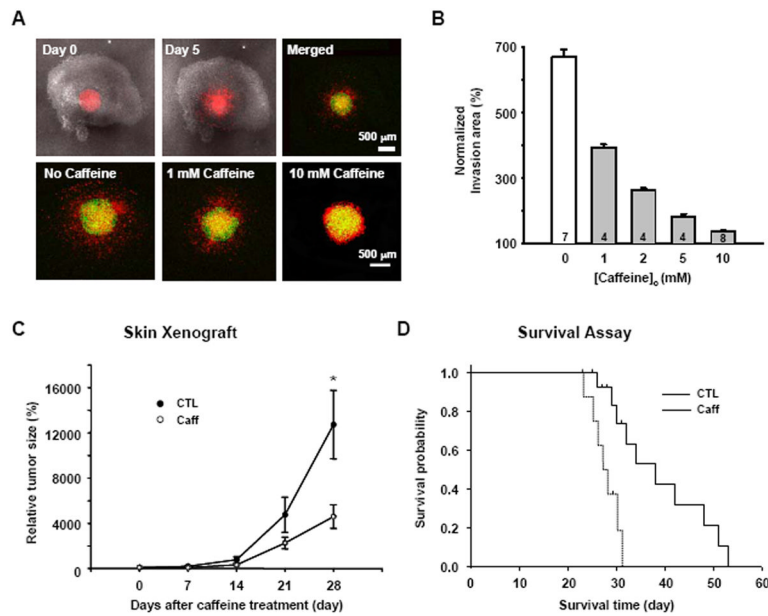 A
Day 0
Day 5
Merged
500 μm
No Caffeine
1 mM Caffeine
10 mM Caffeine
500 μm
B
Normalized
Invasion area (%)
700
500
300
100
7
4
4
4
8
0
1
2
5
10
[Caffeine]o (mM)
C
Skin Xenograft
Relative tumor size (%)
16000
12000
8000
4000
0
*
CTL
Caff
0
7
14
21
28
Days after caffeine treatment (day)
D
Survival Assay
Survival probability
1.0
0.8
0.6
0.4
0.2
0.0
CTL
Caff
0
10
20
30
40
50
60
Survival time (day)